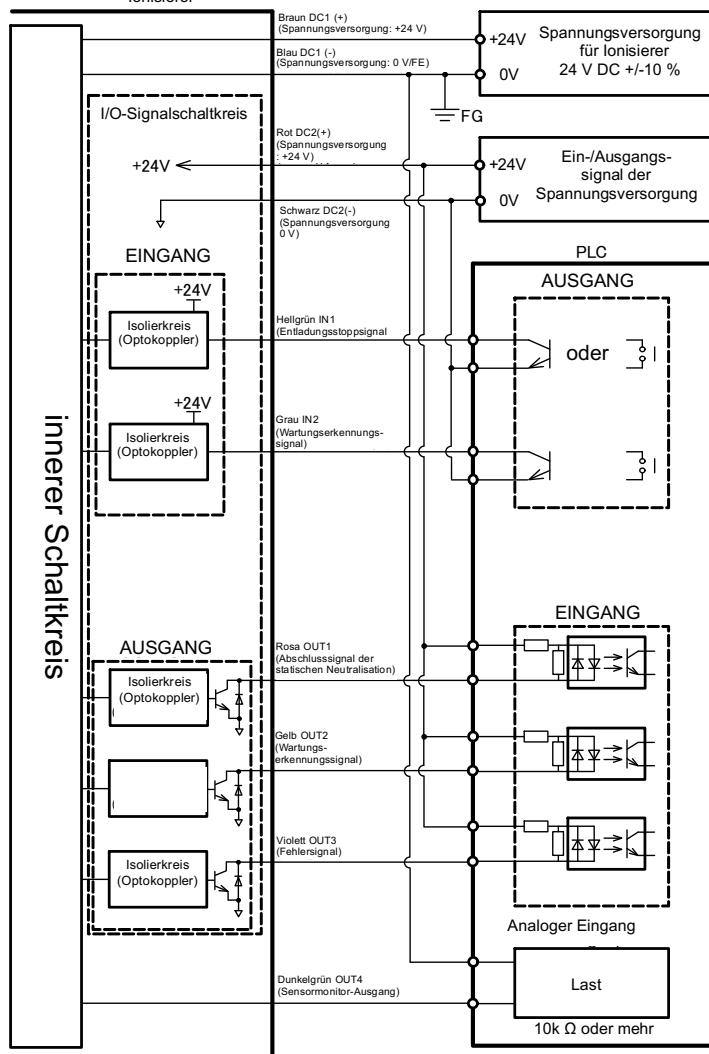 Ionisierer
Braun DC1 (+)
(Spannungsversorgung: +24 V)
Blau DC1 (-)
(Spannungsversorgung: 0 V/FE)
+24V
0V
Spannungsversorgung
für Ionisierer
24 V DC +/-10 %
FG
I/O-Signalschaltkreis
+24V
Rot DC2(+)
(Spannungsversorgung
: +24 V)
Schwarz DC2(-)
(Spannungsversorgung
0 V)
+24V
0V
Ein-/Ausgangs-
signal der
Spannungsversorgung
PLC
EINGANG
+24V
Isolierkreis
(Optokoppler)
Hellgrün IN1
(Entladungsstoppsignal
AUSGANG
oder
+24V
Isolierkreis
(Optokoppler)
Grau IN2
(Wartungserkennungs-
signal)
innerer Schaltkreis
AUSGANG
Isolierkreis
(Optokoppler)
Rosa OUT1
(Abschlusssignal der
statischen Neutralisation)
EINGANG
Gelb OUT2
(Wartungs-
erkennungssignal)
Isolierkreis
(Optokoppler)
Violett OUT3
(Fehlersignal)
Analoger Eingang
Dunkelgrün OUT4
(Sensormonitor-Ausgang)
Last
10k Ω oder mehr